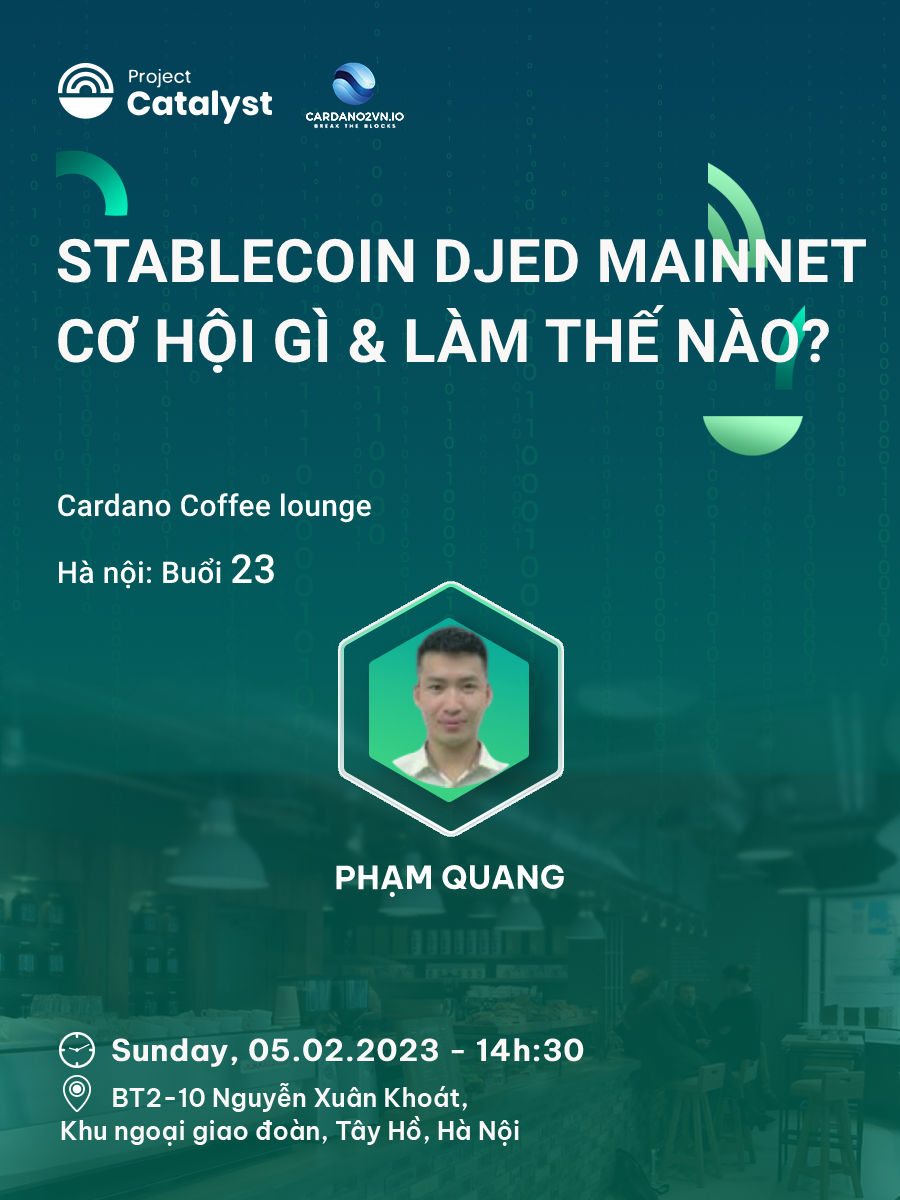 Project
Catalyst
CARDANO2VN.IO
BREAK THE BLOCKS
STABLECOIN DJED MAINNET
CƠ HỘI GÌ & LÀM THẾ NÀO?
Cardano Coffee lounge
Hà nội: Buổi 23
PHẠM QUANG
Sunday, 05.02.2023 - 14h:30
BT2-10 Nguyễn Xuân Khoát,
Khu ngoại giao đoàn, Tây Hồ, Hà Nội